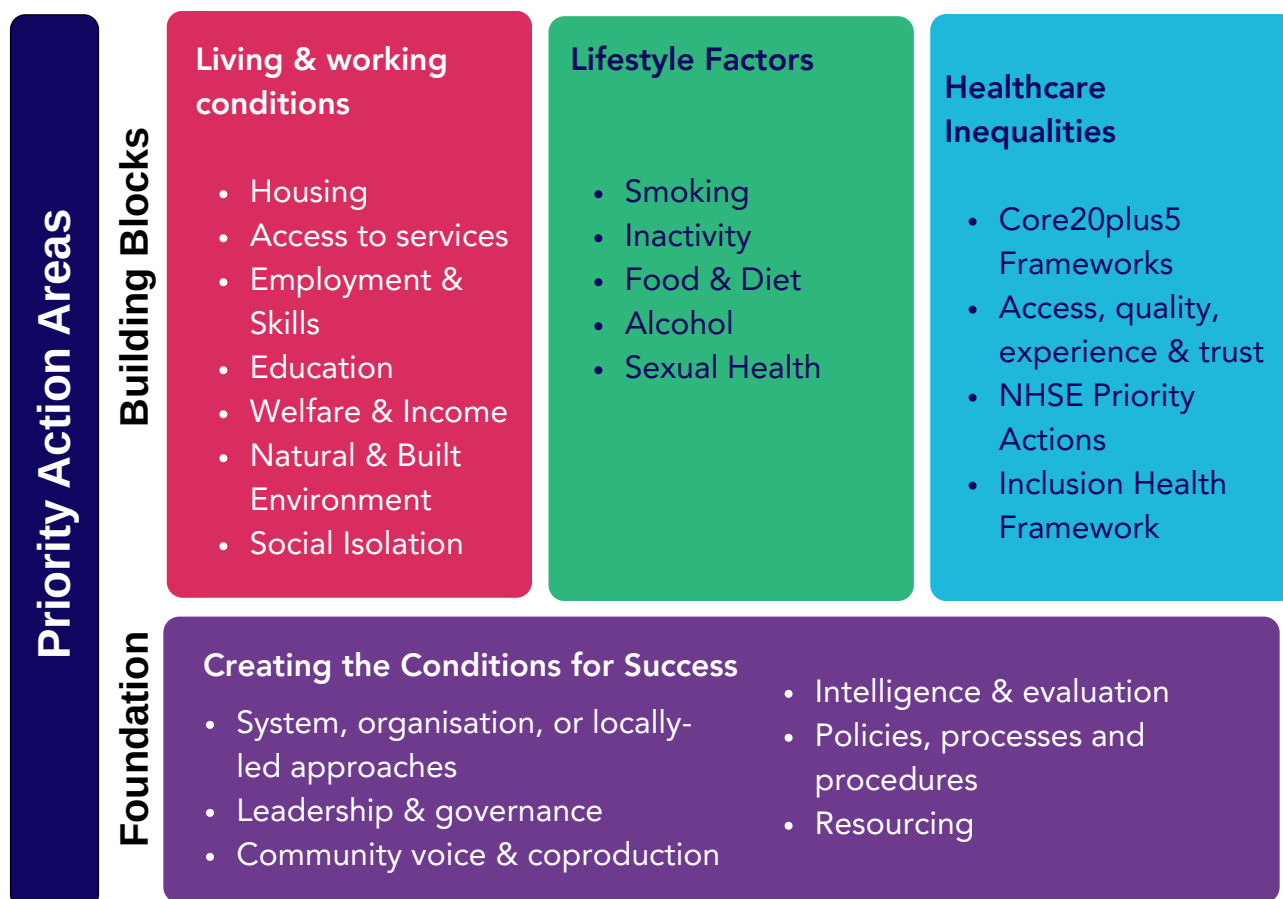 Priority Action Areas
Building Blocks
Living & working
conditions
• Housing
• Access to services
• Employment &
Skills
• Education
• Welfare & Income
• Natural & Built
Environment
• Social Isolation
Lifestyle Factors
• Smoking
• Inactivity
• Food & Diet
• Alcohol
• Sexual Health
Healthcare
Inequalities
• Core20plus5
Frameworks
• Access, quality,
experience & trust
• NHSE Priority
Actions
• Inclusion Health
Framework
Foundation
Creating the Conditions for Success
• System, organisation, or locally-
led approaches
• Leadership & governance
• Community voice & coproduction
• Intelligence & evaluation
• Policies, processes and
procedures
• Resourcing